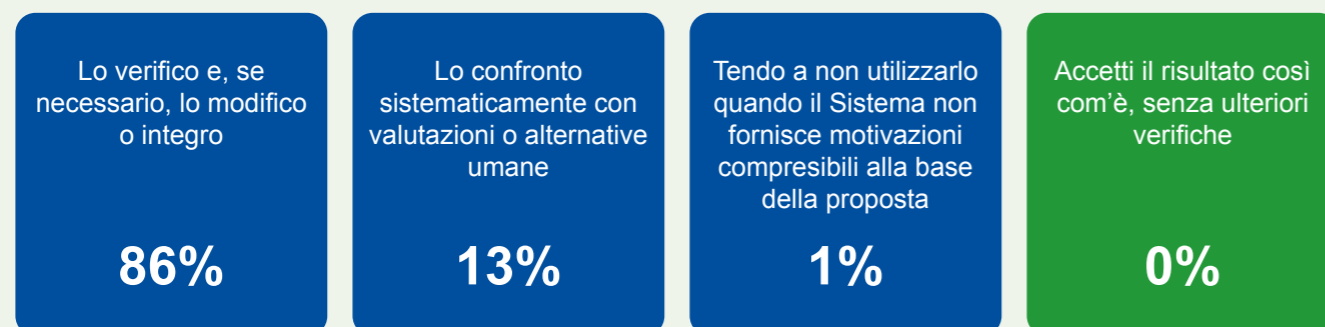 Lo verifico e, se
necessario, lo modifico
o integro
86%
Lo confronto
sistematicamente con
valutazioni o alternative
umane
13%
Tendo a non utilizzarlo
quando il Sistema non
fornisce motivazioni
compresibili alla base
della proposta
1%
Accetti il risultato così
com'è, senza ulteriori
verifiche
0%